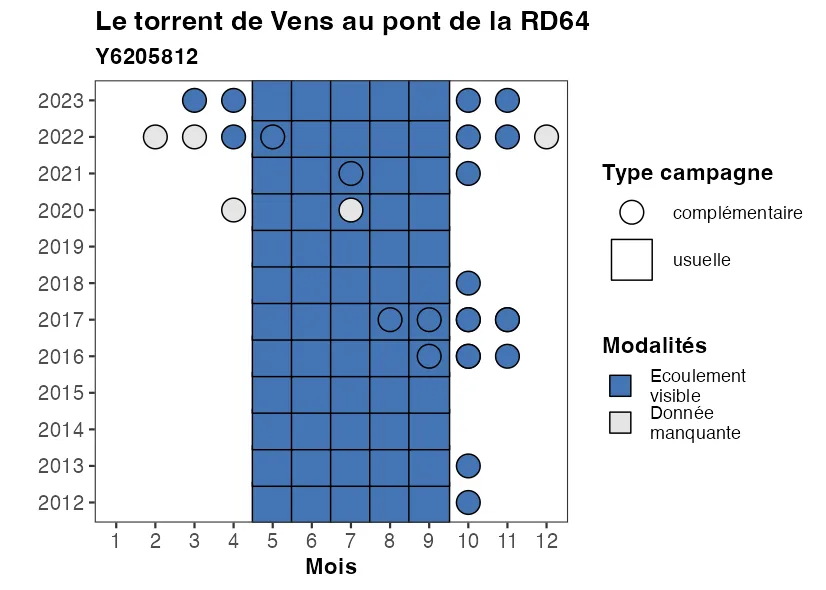 Le torrent de Vens au pont de la RD64
Y6205812
2023
2022
2021
2020
2019
2018
2017
2016
2015
2014
2013
2012
1 2 3 4 5 6 7 8 9 10 11 12
Mois
Type campagne
complémentaire
usuelle
Modalités
Ecoulement
visible
Donnée
manquante